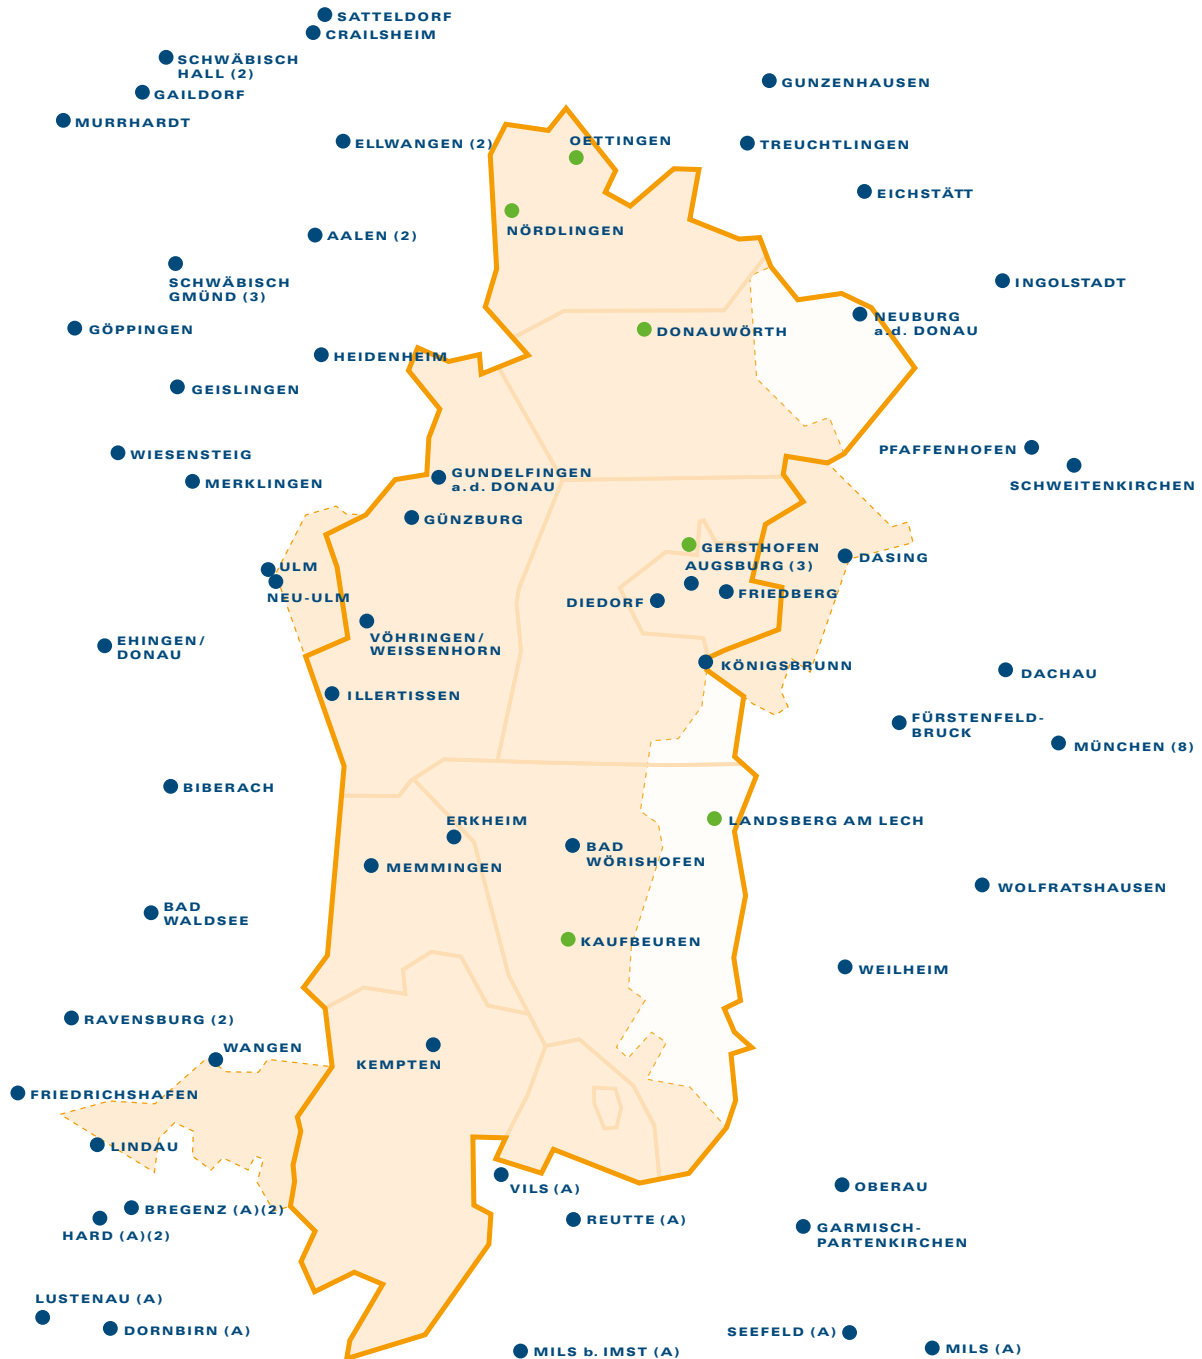 SATTELDORF
CRAILSHEIM
SCHWÄBISCH
HALL (2)
GAILDORF
GUNZENHAUSEN
MURRHARDT
ELLWANGEN (2)
OETTINGEN
TREUCHTLINGEN
EICHSTÄTT
NÖRDLINGEN
AALEN (2)
SCHWÄBISCH
GMÜND (3)
INGOLSTADT
GÖPPINGEN
DONAUWÖRTH
NEUBURG
a.d. DONAU
HEIDENHEIM
GEISLINGEN
WIESENSTEIG
PFAFFENHOFEN
MERKLINGEN
GUNDELFINGEN
a.d. DONAU
SCHWEITENKIRCHEN
GÜNZBURG
GERSTHOFEN
DASING
ULM
AUGSBURG (3)
NEU-ULM
DIEDORF
FRIEDBERG
EHINGEN/
DONAU
VÖHRINGEN/
WEISSENHORN
KÖNIGSBRUNN
DACHAU
ILLERTISSEN
FÜRSTENFELD-
BRUCK
MÜNCHEN (8)
BIBERACH
ERKHEIM
LANDSBERG AM LECH
BAD
WÖRISHOFEN
MEMMINGEN
WOLFRATSHAUSEN
BAD
WALDSEE
KAUFBEUREN
WEILHEIM
RAVENSBURG (2)
WANGEN
KEMPTEN
FRIEDRICHSHAFEN
LINDAU
VILS (A)
OBERAU
BREGENZ (A)(2)
HARD (A)(2)
REUTTE (A)
GARMISCH-
PARTENKIRCHEN
LUSTENAU (A)
DORNBIRN (A)
SEEFELD (A)
MILS b. IMST (A)
MILS (A)